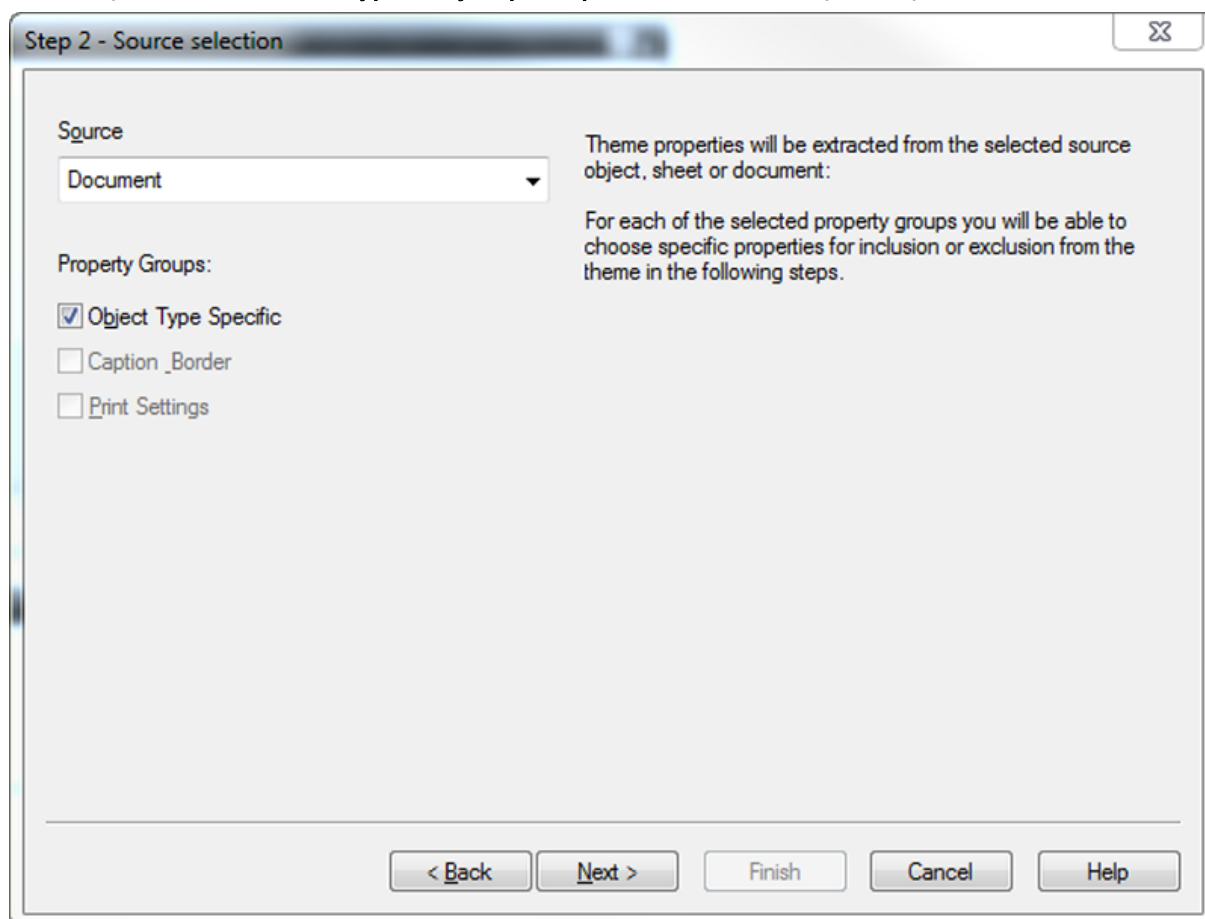 Step 2 - Source selection
Source
Document
Theme properties will be extracted from the selected source
object, sheet or document:
For each of the selected property groups you will be able to
choose specific properties for inclusion or exclusion from the
theme in the following steps.
Property Groups:
Object Type Specific
Caption _Border
Print Settings
< Back
Next >
Finish
Cancel
Help